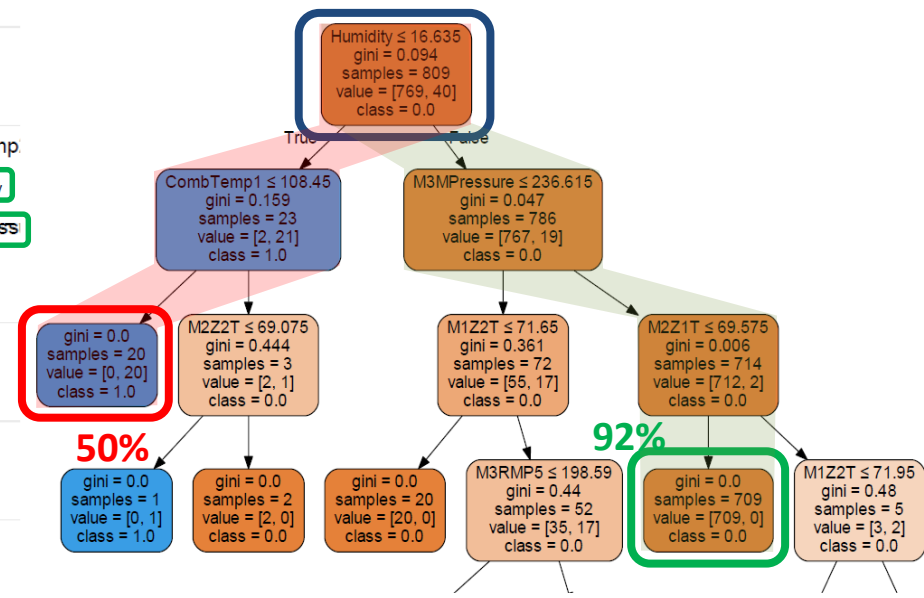 Humidity ≤ 16.635
gini = 0.094
samples = 809
value = [769, 40]
class = 0.0
True
False
CombTemp1 ≤ 108.45
gini = 0.159
samples = 23
value = [2, 21]
class = 1.0
M3MPressure ≤ 236.615
gini = 0.047
samples = 786
value = [767, 19]
class = 0.0
gini = 0.0
samples = 20
value = [0, 20]
class = 1.0
M2Z2T ≤ 69.075
gini = 0.444
samples = 3
value = [2, 1]
class = 0.0
M1Z2T ≤ 71.65
gini = 0.361
samples = 72
value = [55, 17]
class = 0.0
M2Z1T ≤ 69.575
gini = 0.006
samples = 714
value = [712, 2]
class = 0.0
50%
92%
gini = 0.0
samples = 1
value = [0, 1]
class = 1.0
gini = 0.0
samples = 2
value = [2, 0]
class = 0.0
gini = 0.0
samples = 20
value = [20, 0]
class = 0.0
M3RMP5 ≤ 198.59
gini = 0.44
samples = 52
value = [35, 17]
class = 0.0
gini = 0.0
samples = 709
value = [709, 0]
class = 0.0
M1Z2T ≤ 71.95
gini = 0.48
samples = 5
value = [3, 2]
class = 0.0